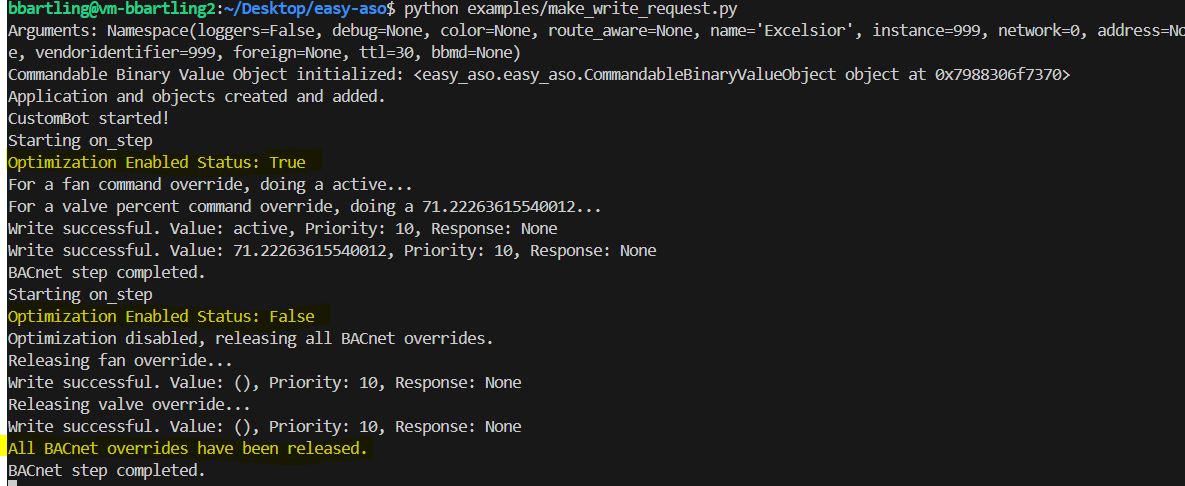 bbartling@vm-bbartling2:~/Desktop/easy-aso$ python examples/make_write_request.py
Arguments: Namespace(loggers=False, debug=None, color=None, route_aware=None, name='Excelsior', instance=999, network=0, address=Non
e, vendoridentifier=999, foreign=None, ttl=30, bbmd=None)
Commandable Binary Value Object initialized: <easy_aso.easy_aso.CommandableBinaryValueObject object at 0x7988306f7370>
Application and objects created and added.
CustomBot started!
Starting on_step
Optimization Enabled Status: True
For a fan command override, doing a active...
For a valve percent command override, doing a 71.22263615540012...
Write successful. Value: active, Priority: 10, Response: None
Write successful. Value: 71.22263615540012, Priority: 10, Response: None
BACnet step completed.
Starting on_step
Optimization Enabled Status: False
Optimization disabled, releasing all BACnet overrides.
Releasing fan override...
Write successful. Value: (), Priority: 10, Response: None
Releasing valve override...
Write successful. Value: (), Priority: 10, Response: None
All BACnet overrides have been released.
BACnet step completed.